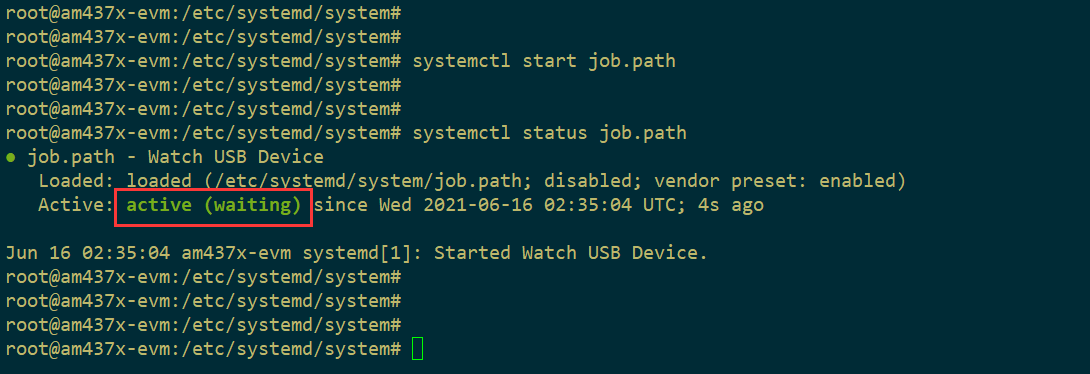 root@am437x-evm:/etc/systemd/system#
root@am437x-evm:/etc/systemd/system#
root@am437x-evm:/etc/systemd/system# systemctl start job.path
root@am437x-evm:/etc/systemd/system#
root@am437x-evm:/etc/systemd/system#
root@am437x-evm:/etc/systemd/system# systemctl status job.path
● job.path - Watch USB Device
   Loaded: loaded (/etc/systemd/system/job.path; disabled; vendor preset: enabled)
   Active: active (waiting) since Wed 2021-06-16 02:35:04 UTC; 4s ago

Jun 16 02:35:04 am437x-evm systemd[1]: Started Watch USB Device.
root@am437x-evm:/etc/systemd/system#
root@am437x-evm:/etc/systemd/system#
root@am437x-evm:/etc/systemd/system#
root@am437x-evm:/etc/systemd/system#